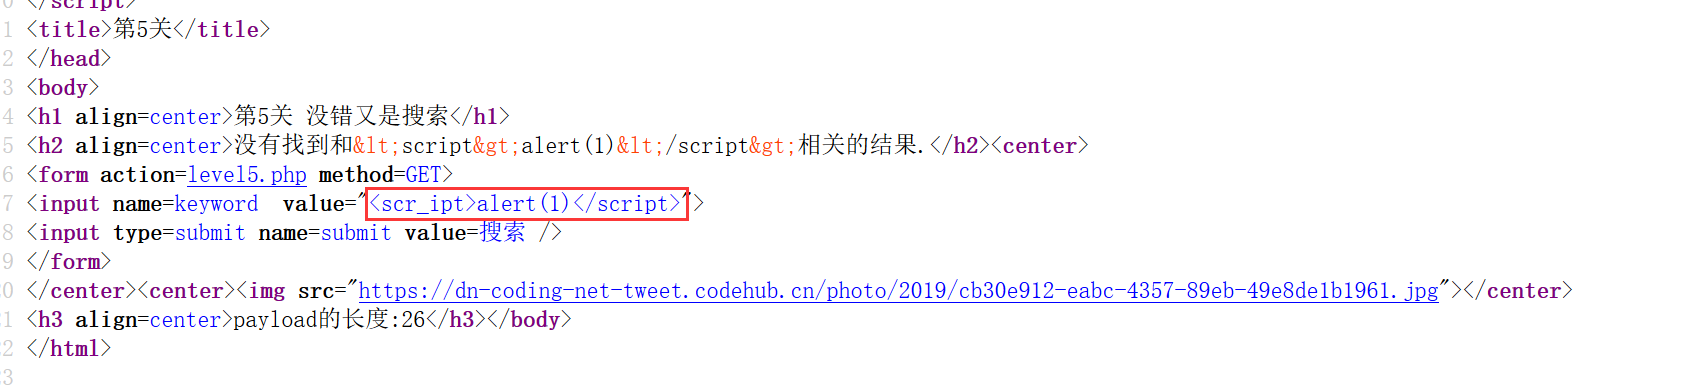 0 </script>
1 <title>第5关</title>
2 </head>
3 <body>
4 <h1 align=center>第5关 没错又是搜索</h1>
5 <h2 align=center>没有找到和&lt;script&gt;alert(1)&lt;/script&gt;相关的结果.</h2><center>
6 <form action=level5.php method=GET>
7 <input name=keyword  value="<scr_ipt>alert(1)</script>">
8 <input type=submit name=submit value=搜索 />
9 </form>
20 </center><center><img src="https://dn-coding-net-tweet.codehub.cn/photo/2019/cb30e912-eabc-4357-89eb-49e8de1b1961.jpg"></center>
21 <h3 align=center>payload的长度:26</h3></body>
22 </html>
23